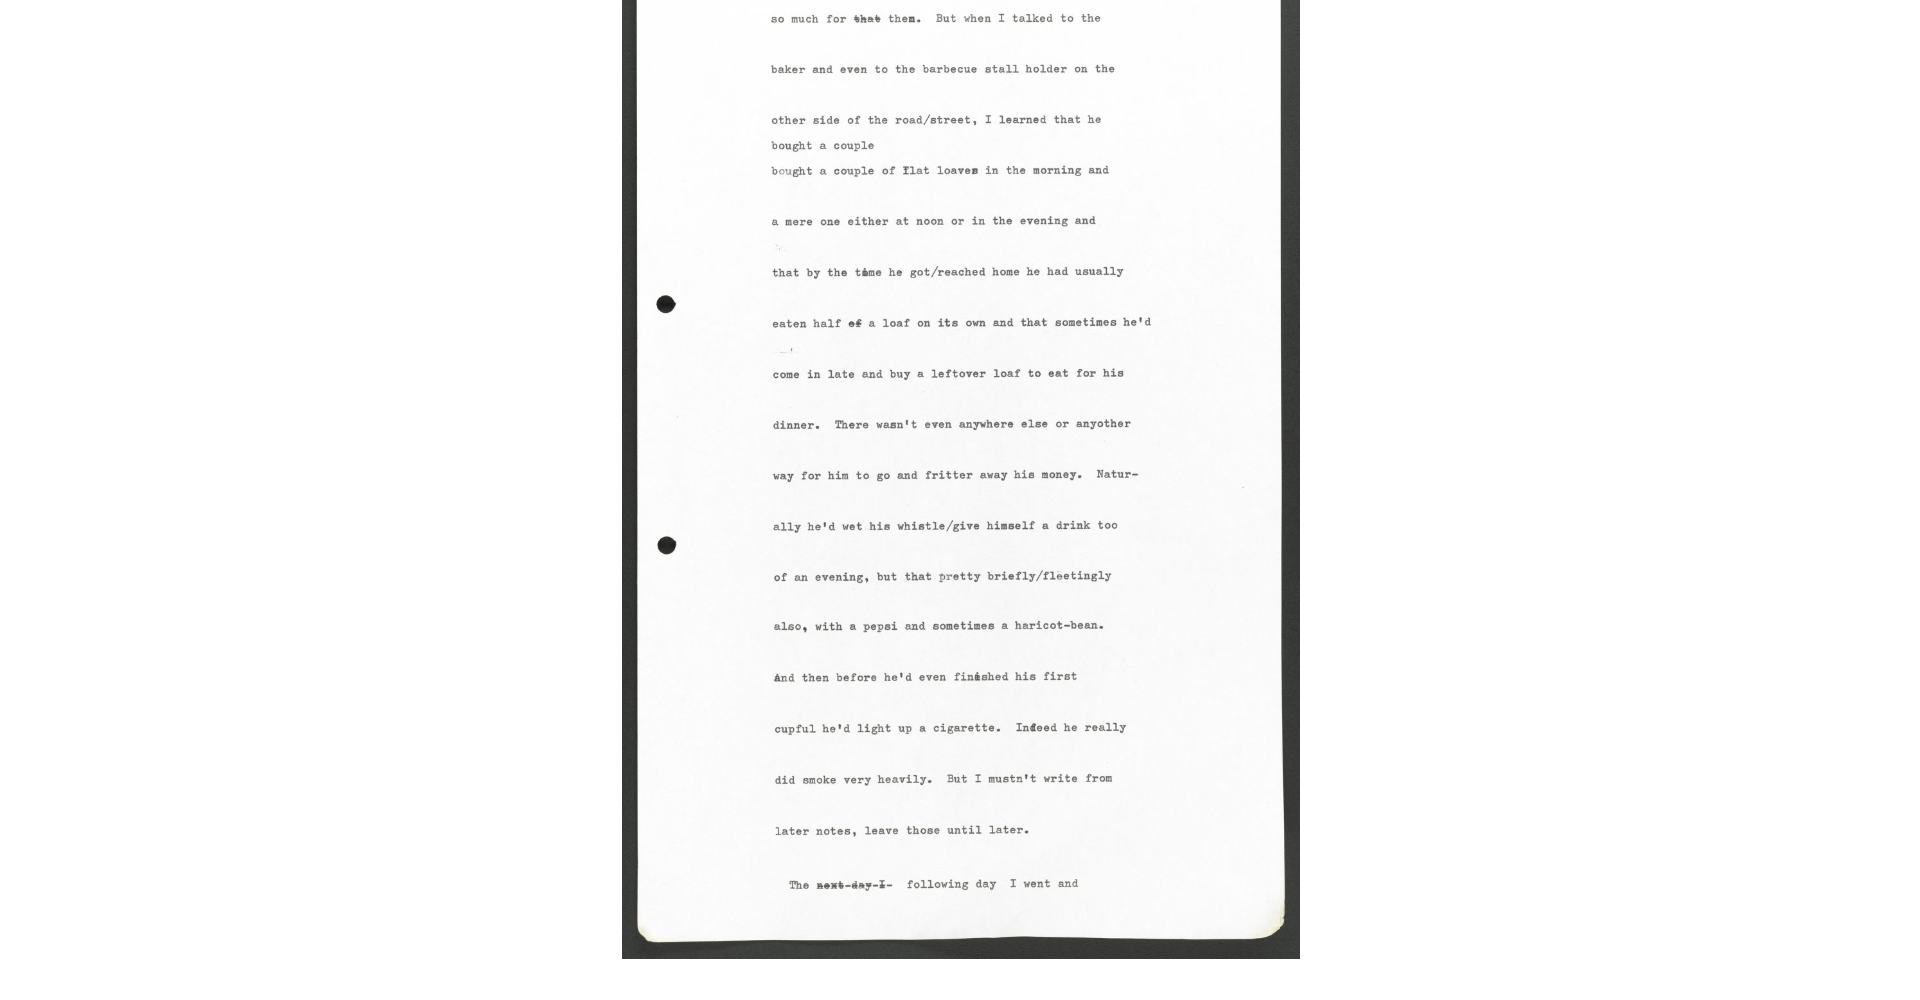 so much for that them. But when I talked to the
baker and even to the barbecue stall holder on the
other side of the road/street, I learned that he
bought a couple
bought a couple of flat loaves in the morning and
a mere one either at noon or in the evening and
that by the time he got/reached home he had usually
eaten half of a loaf on its own and that sometimes he'd
come in late and buy a leftover loaf to eat for his
dinner. There wasn't even anywhere else or anyother
way for him to go and fritter away his money. Natur-
ally he'd wet his whistle/give himself a drink too
of an evening, but that pretty briefly/fleetingly
also, with a pepsi and sometimes a haricot-bean.
And then before he'd even finished his first
cupful he'd light up a cigarette. Indeed he really
did smoke very heavily. But I mustn't write from
later notes, leave those until later.
The next-day-I- following day I went and